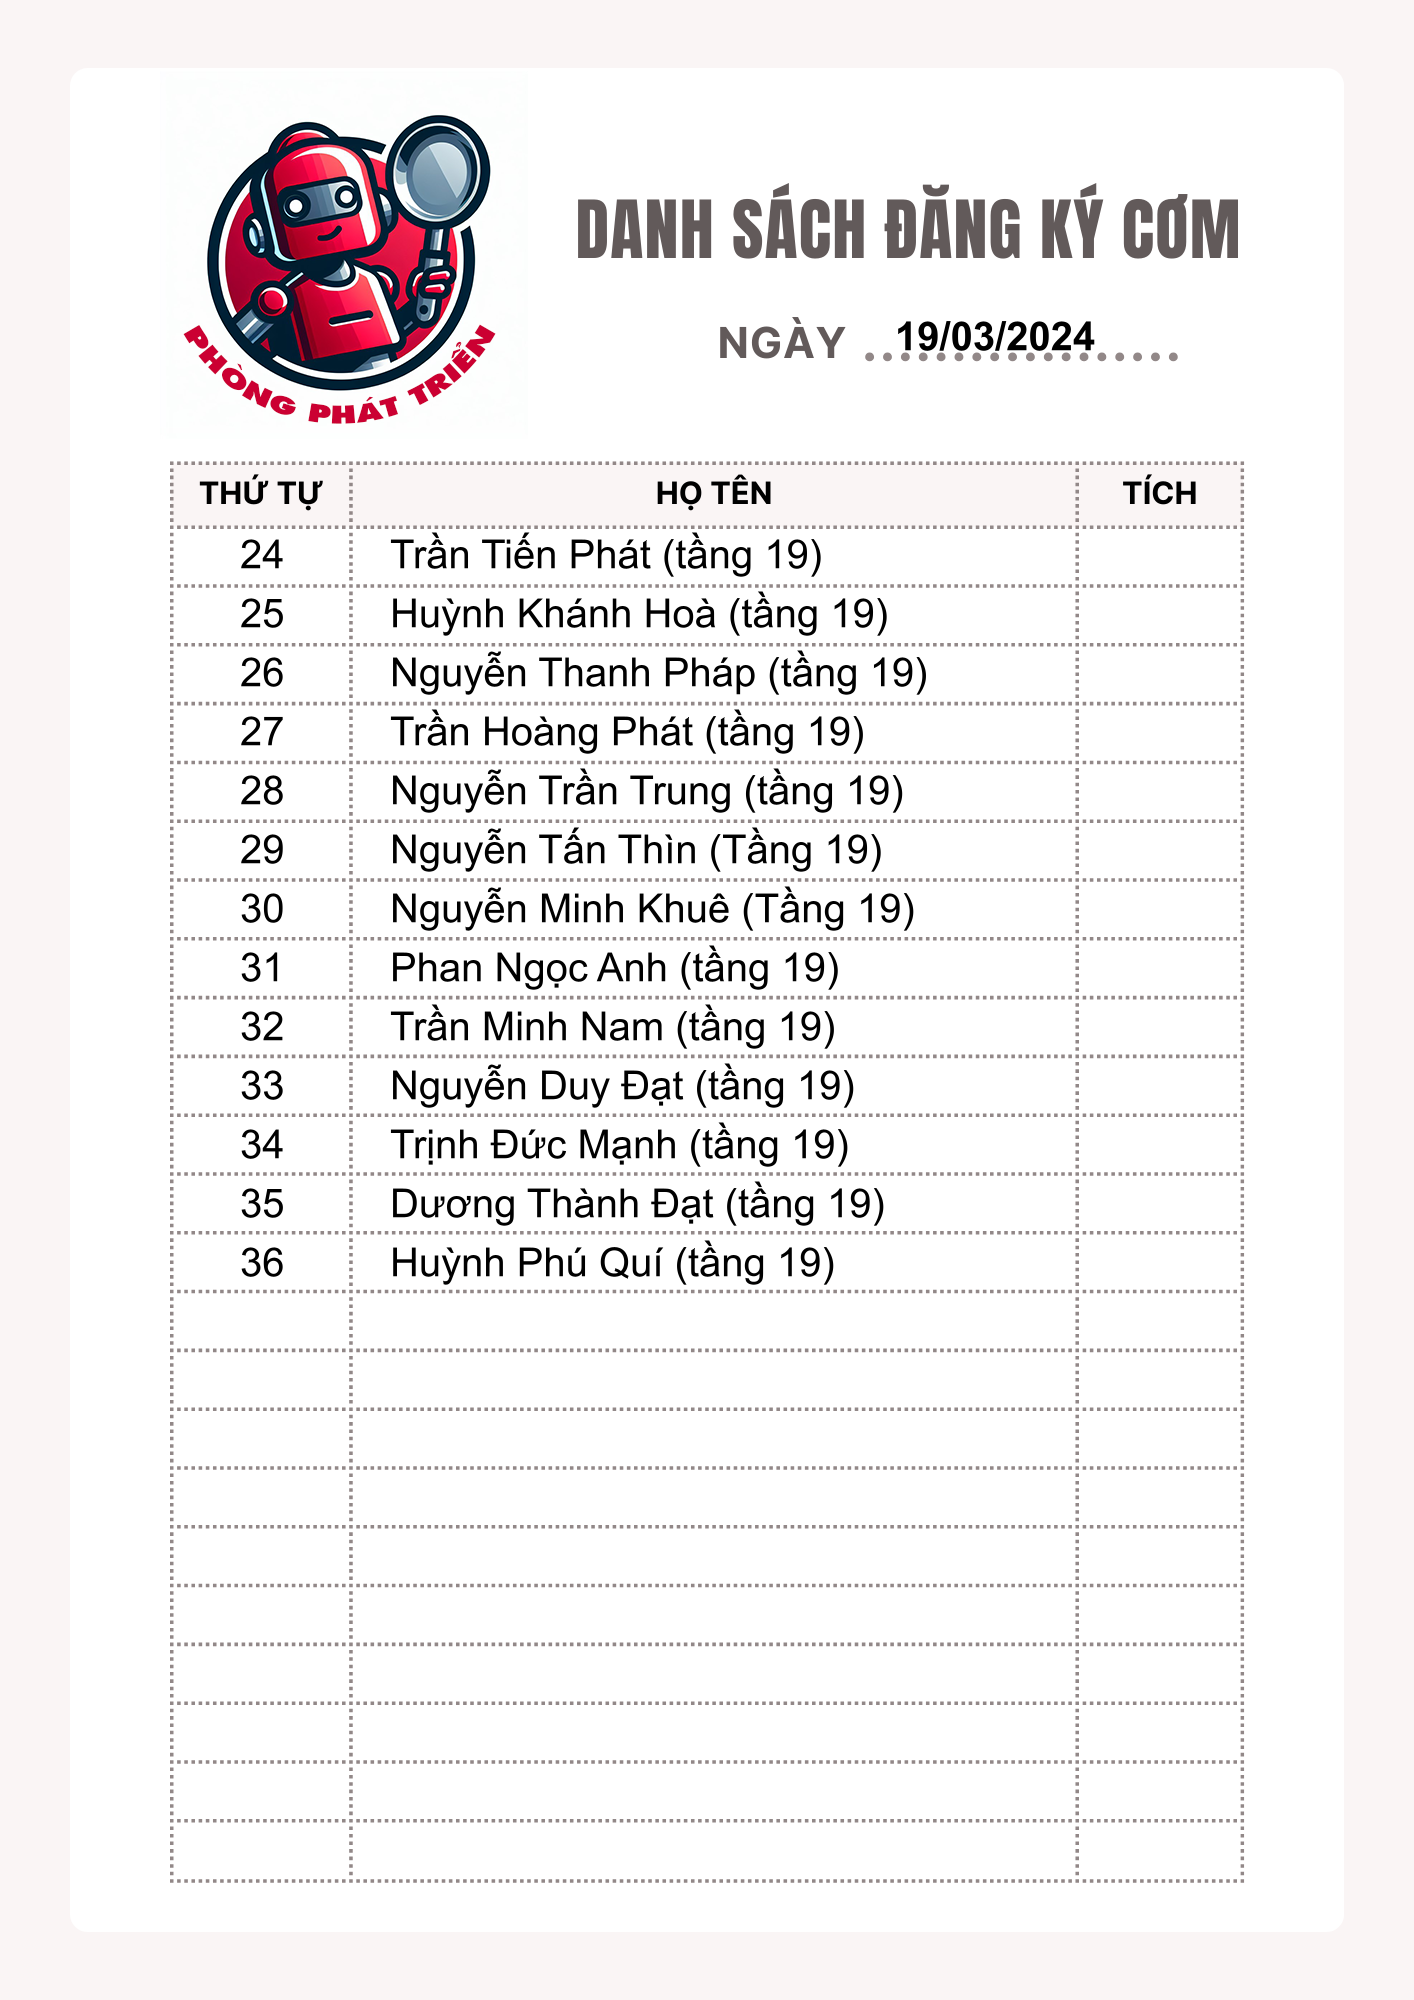 PHÒNG PHÁT TRIỂN
DANH SÁCH ĐĂNG KÝ CƠM
NGÀY 19/03/2024
THỨ TỰ HỌ TÊN TÍCH
24 Trần Tiến Phát (tầng 19)
25 Huỳnh Khánh Hoà (tầng 19)
26 Nguyễn Thanh Pháp (tầng 19)
27 Trần Hoàng Phát (tầng 19)
28 Nguyễn Trần Trung (tầng 19)
29 Nguyễn Tấn Thìn (Tầng 19)
30 Nguyễn Minh Khuê (Tầng 19)
31 Phan Ngọc Anh (tầng 19)
32 Trần Minh Nam (tầng 19)
33 Nguyễn Duy Đạt (tầng 19)
34 Trịnh Đức Mạnh (tầng 19)
35 Dương Thành Đạt (tầng 19)
36 Huỳnh Phú Quí (tầng 19)